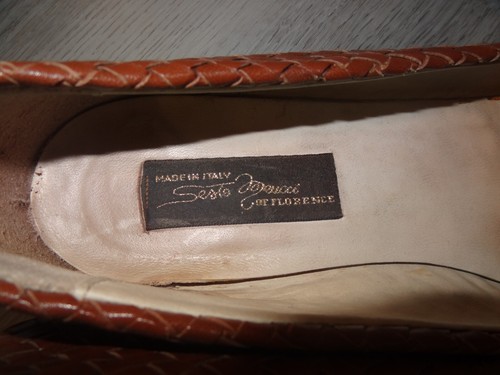 MADE IN ITALY
Sesto Meucci
OF FLORENCE